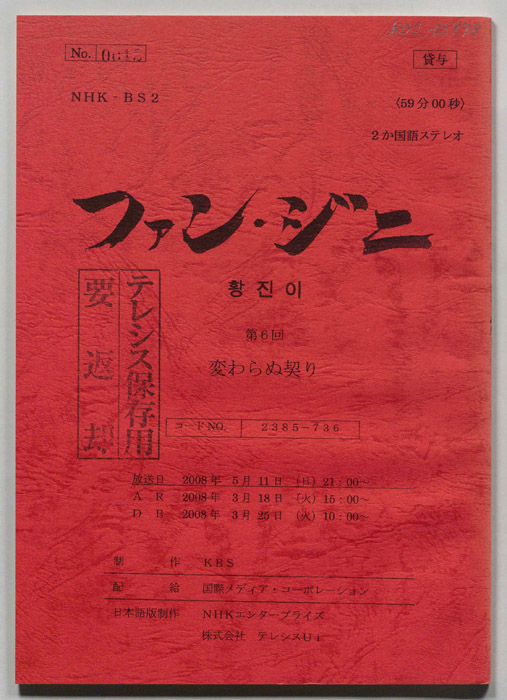 No.
貸与
NHK-BS2
〈59分00秒〉
2か国語ステレオ
ファン・ジニ
황진이
第6回
変わらぬ契り
テレシス保存用
要返却
コードNO. 2385-736
放送日 2008年 5月11日 (日) 21:00〜
AR 2008年 3月18日 (火) 15:00〜
DB 2008年 3月25日 (火) 10:00〜
制作 KBS
配給 国際メディア・コーポレーション
日本語版制作 NHKエンタープライズ
株式会社 テレシスUi